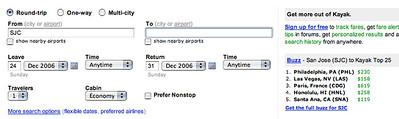 Round-trip One-way Multi-city
From (city or airport) To (city or airport)
SJC
show nearby airports show nearby airports
Leave Time Return Time
24 Dec 2006 Anytime 31 Dec 2006 Anytime
Sunday Sunday
Travelers Cabin
1 Economy Prefer Nonstop
More search options (flexible dates, preferred airlines)
Get more out of Kayak.
Sign up for free to track fares, get fare alert
tips in forums, get personalized results and a
search history from anywhere.
Buzz - San Jose (SJC) to Kayak Top 25
1. Philadelphia, PA (PHL) $230
2. Las Vegas, NV (LAS) $158
3. Paris, France (CDG) $619
4. Honolulu, HI (HNL) $258
5. Santa Ana, CA (SNA) $119
Get the full buzz for SJC